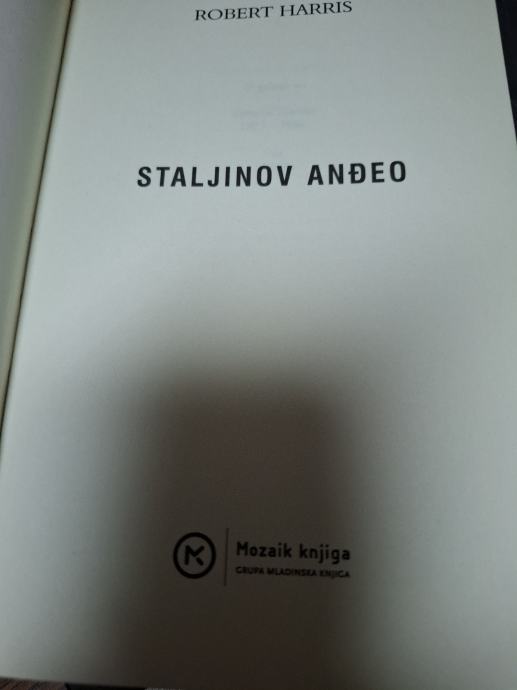 ROBERT HARRIS
STALJINOV ANĐEO
Mozaik knjiga
GRUPA MLADINSKA KNJIGA